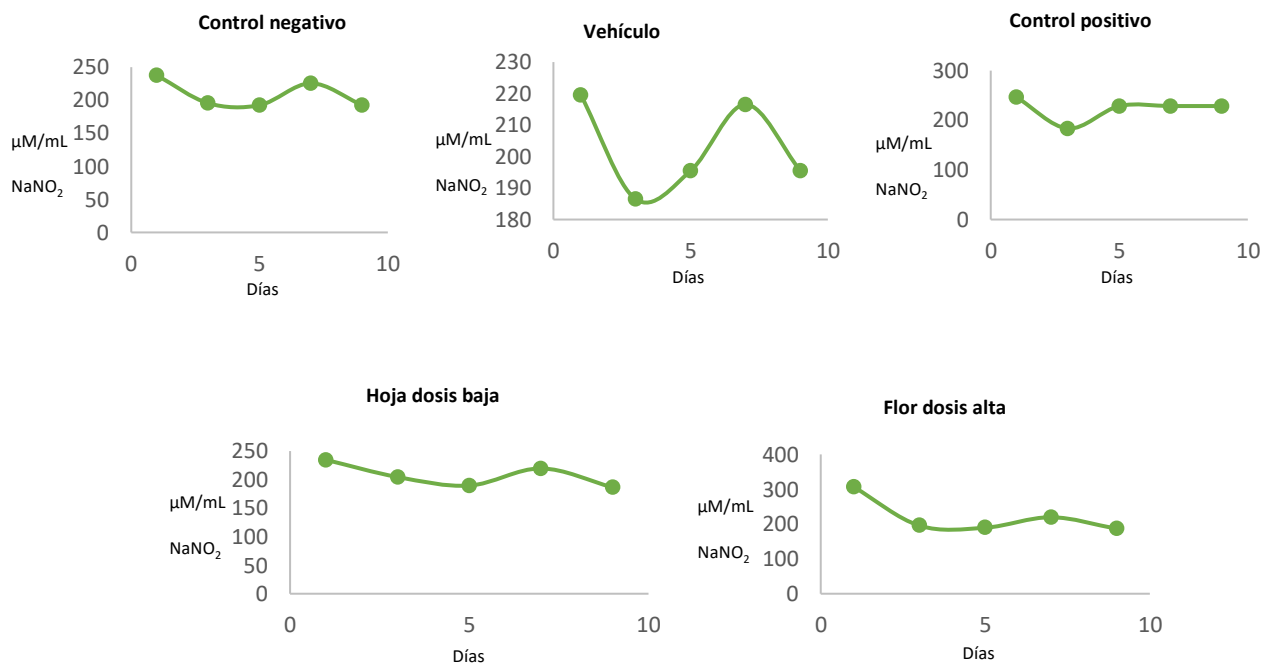 Control negativo
250
200
150
100
50
0
µM/mL
NaNO₂
0 5 10
Días
Vehículo
230
220
210
200
190
180
µM/mL
NaNO₂
0 5 10
Días
Control positivo
300
200
100
0
µM/mL
NaNO₂
0 5 10
Días
Hoja dosis baja
250
200
150
100
50
0
µM/mL
NaNO₂
0 5 10
Días
Flor dosis alta
400
300
200
100
0
µM/mL
NaNO₂
0 5 10
Días